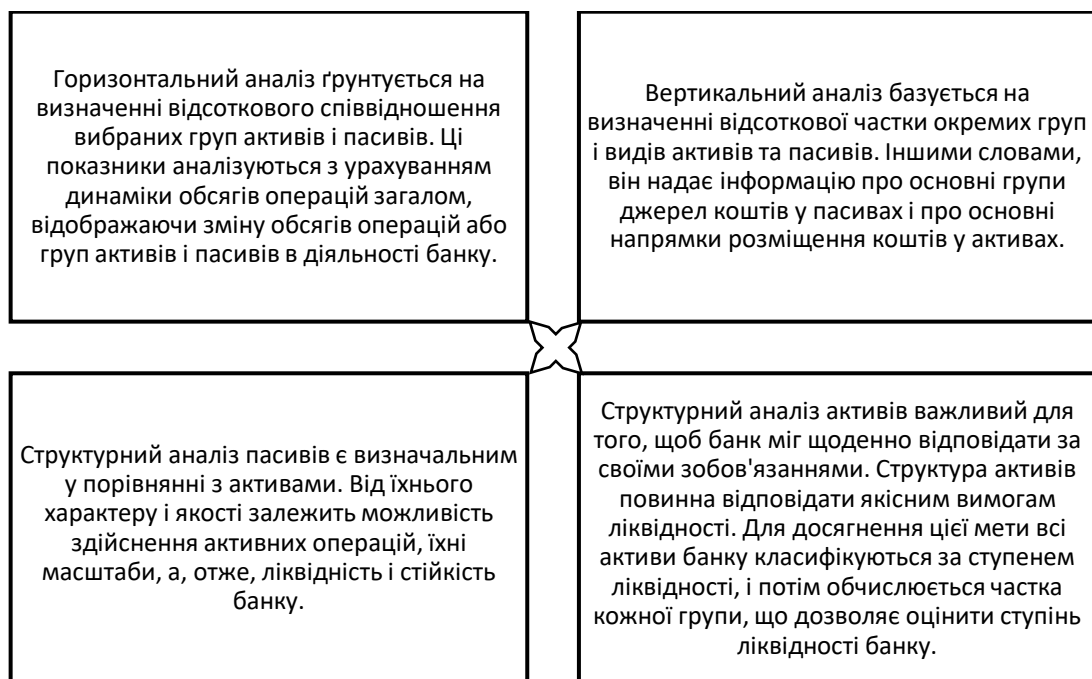 Горизонтальний аналіз ґрунтується на
визначенні відсоткового співвідношення
вибраних груп активів і пасивів. Ці
показники аналізуються з урахуванням
динаміки обсягів операцій загалом,
відображаючи зміну обсягів операцій або
груп активів і пасивів в діяльності банку.
Вертикальний аналіз базується на
визначенні відсоткової частки окремих груп
і видів активів та пасивів. Іншими словами,
він надає інформацію про основні групи
джерел коштів у пасивах і про основні
напрямки розміщення коштів у активах.
Структурний аналіз пасивів є визначальним
у порівнянні з активами. Від їхнього
характеру і якості залежить можливість
здійснення активних операцій, їхні
масштаби, а, отже, ліквідність і стійкість
банку.
Структурний аналіз активів важливий для
того, щоб банк міг щоденно відповідати за
своїми зобов'язаннями. Структура активів
повинна відповідати якісним вимогам
ліквідності. Для досягнення цієї мети всі
активи банку класифікуються за ступенем
ліквідності, і потім обчислюється частка
кожної групи, що дозволяє оцінити ступінь
ліквідності банку.